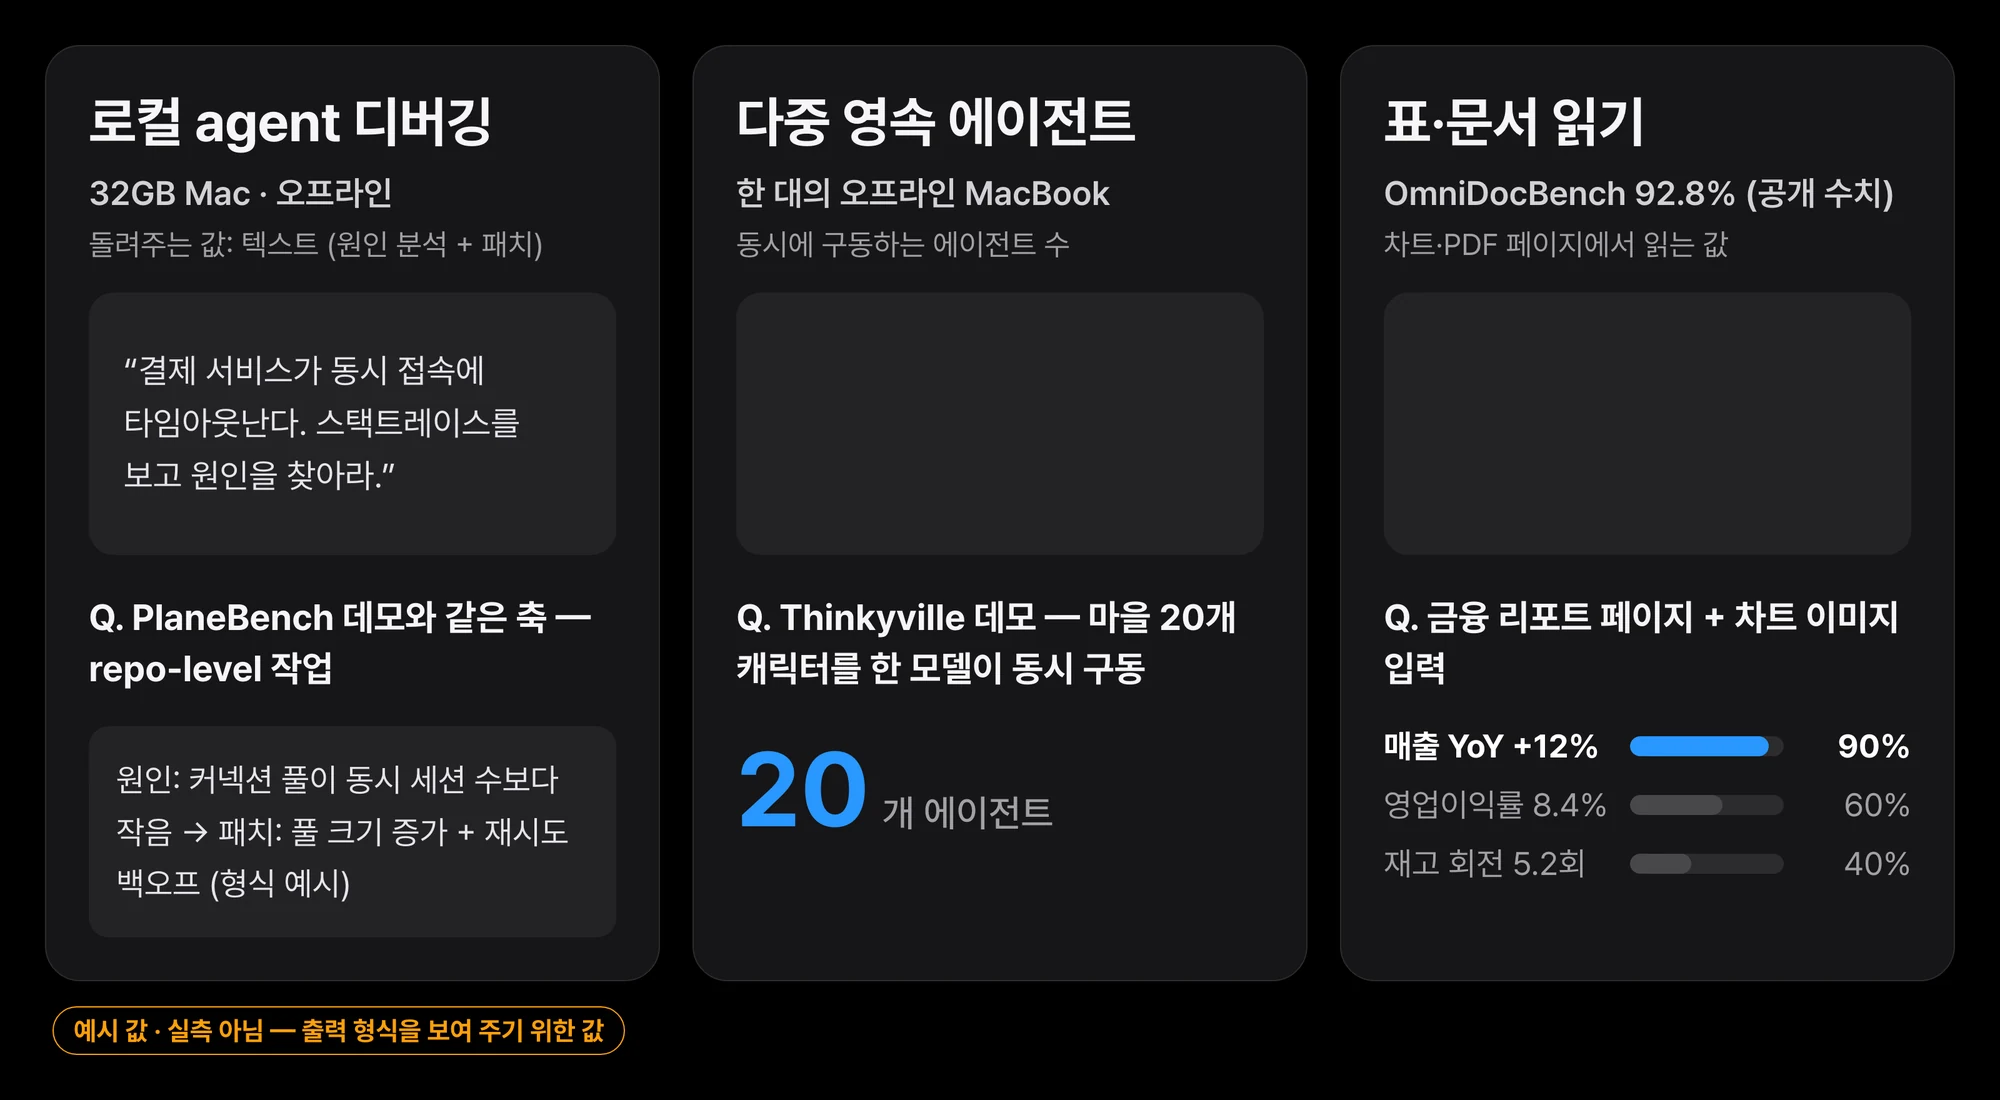 로컬 agent 디버깅
32GB Mac · 오프라인
돌려주는 값: 텍스트 (원인 분석 + 패치)
“결제 서비스가 동시 접속에
타임아웃난다. 스택트레이스를
보고 원인을 찾아라.”
Q. PlaneBench 데모와 같은 축 —
repo-level 작업
원인: 커넥션 풀이 동시 세션 수보다
작음 → 패치: 풀 크기 증가 + 재시도
백오프 (형식 예시)
다중 영속 에이전트
한 대의 오프라인 MacBook
동시에 구동하는 에이전트 수
Q. Thinkyville 데모 — 마을 20개
캐릭터를 한 모델이 동시 구동
20 개 에이전트
표·문서 읽기
OmniDocBench 92.8% (공개 수치)
차트·PDF 페이지에서 읽는 값
Q. 금융 리포트 페이지 + 차트 이미지
입력
매출 YoY +12% 90%
영업이익률 8.4% 60%
재고 회전 5.2회 40%
예시 값 · 실측 아님 — 출력 형식을 보여 주기 위한 값